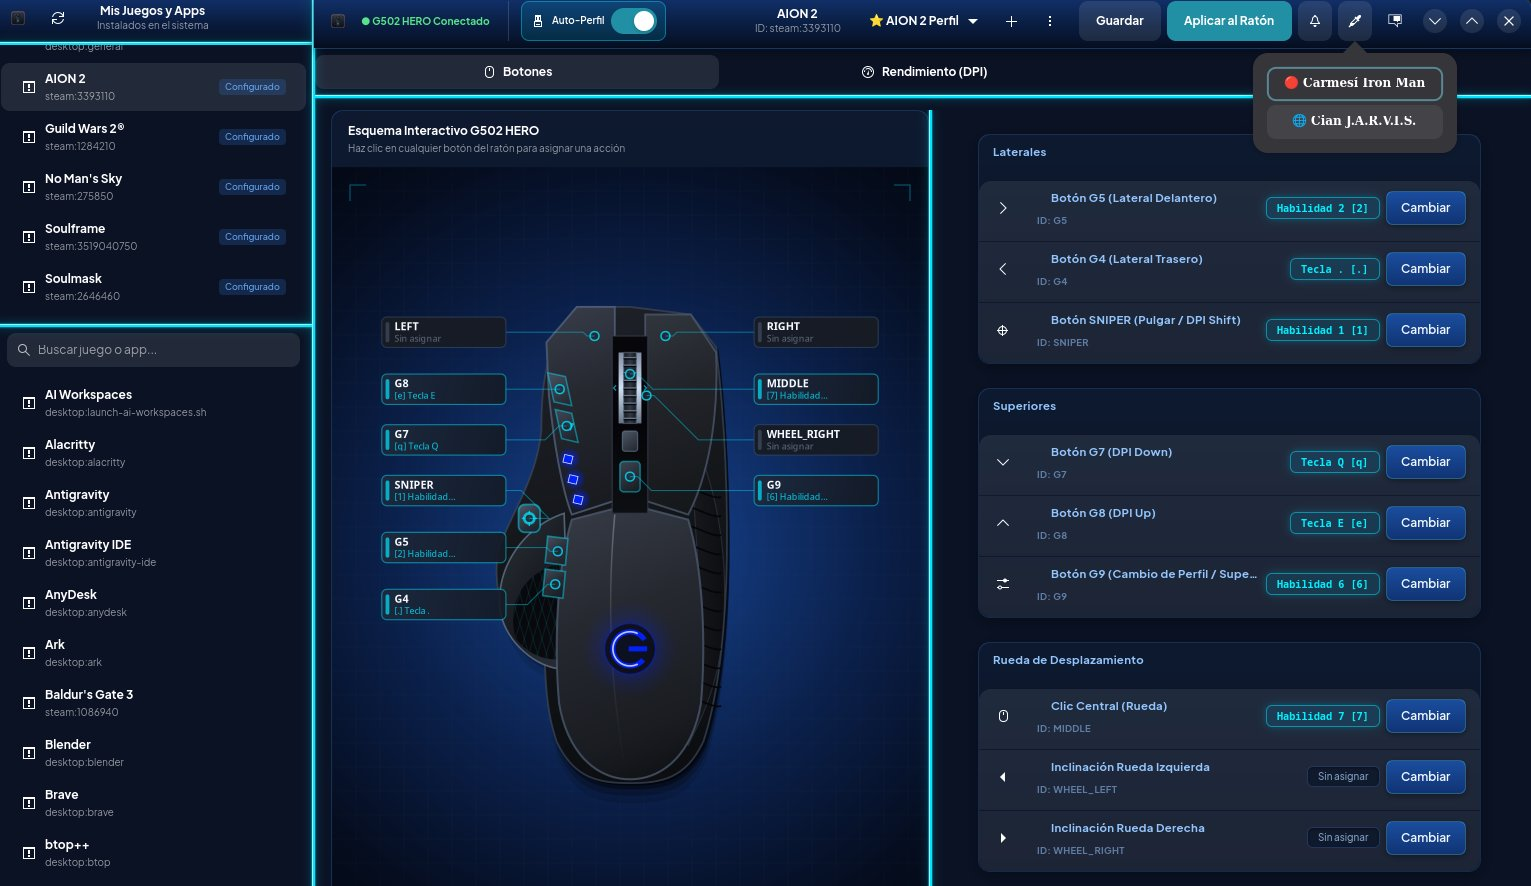 Mis Juegos y Apps
Instalados en el sistema
desktop:general
AION 2
steam:3393110
Configurado
Guild Wars 2®
steam:1284210
Configurado
No Man's Sky
steam:275850
Configurado
Soulframe
steam:3519040750
Configurado
Soulmask
steam:2646460
Configurado
Buscar juego o app...
AI Workspaces
desktop:launch-ai-workspaces.sh
Alacritty
desktop:alacritty
Antigravity
desktop:antigravity
Antigravity IDE
desktop:antigravity-ide
AnyDesk
desktop:anydesk
Ark
desktop:ark
Baldur's Gate 3
steam:1086940
Blender
desktop:blender
Brave
desktop:brave
btop++
desktop:btop
G502 HERO Conectado
Auto-Perfil
AION 2
ID: steam:3393110
⭐ AION 2 Perfil
Guardar
Aplicar al Ratón
🔴 Carmesí Iron Man
🌐 Cian J.A.R.V.I.S.
Botones
Rendimiento (DPI)
Esquema Interactivo G502 HERO
Haz clic en cualquier botón del ratón para asignar una acción
LEFT
Sin asignar
G8
[e] Tecla E
G7
[q] Tecla Q
SNIPER
[1] Habilidad...
G5
[2] Habilidad...
G4
[.] Tecla .
RIGHT
Sin asignar
MIDDLE
[7] Habilidad...
WHEEL_RIGHT
Sin asignar
G9
[6] Habilidad...
Laterales
Botón G5 (Lateral Delantero)
ID: G5
Habilidad 2 [2]
Cambiar
Botón G4 (Lateral Trasero)
ID: G4
Tecla . [.]
Cambiar
Botón SNIPER (Pulgar / DPI Shift)
ID: SNIPER
Habilidad 1 [1]
Cambiar
Superiores
Botón G7 (DPI Down)
ID: G7
Tecla Q [q]
Cambiar
Botón G8 (DPI Up)
ID: G8
Tecla E [e]
Cambiar
Botón G9 (Cambio de Perfil / Supe...
ID: G9
Habilidad 6 [6]
Cambiar
Rueda de Desplazamiento
Clic Central (Rueda)
ID: MIDDLE
Habilidad 7 [7]
Cambiar
Inclinación Rueda Izquierda
ID: WHEEL_LEFT
Sin asignar
Cambiar
Inclinación Rueda Derecha
ID: WHEEL_RIGHT
Sin asignar
Cambiar